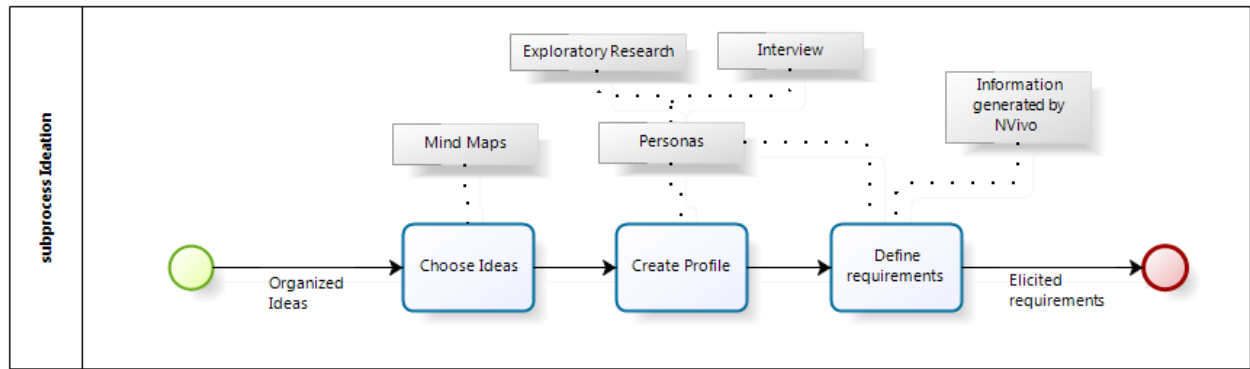 subprocess Ideation
Exploratory Research
Interview
Information
generated by
NVivo
Mind Maps
Personas
Choose Ideas
Create Profile
Define
requirements
Organized
Ideas
Elicited
requirements